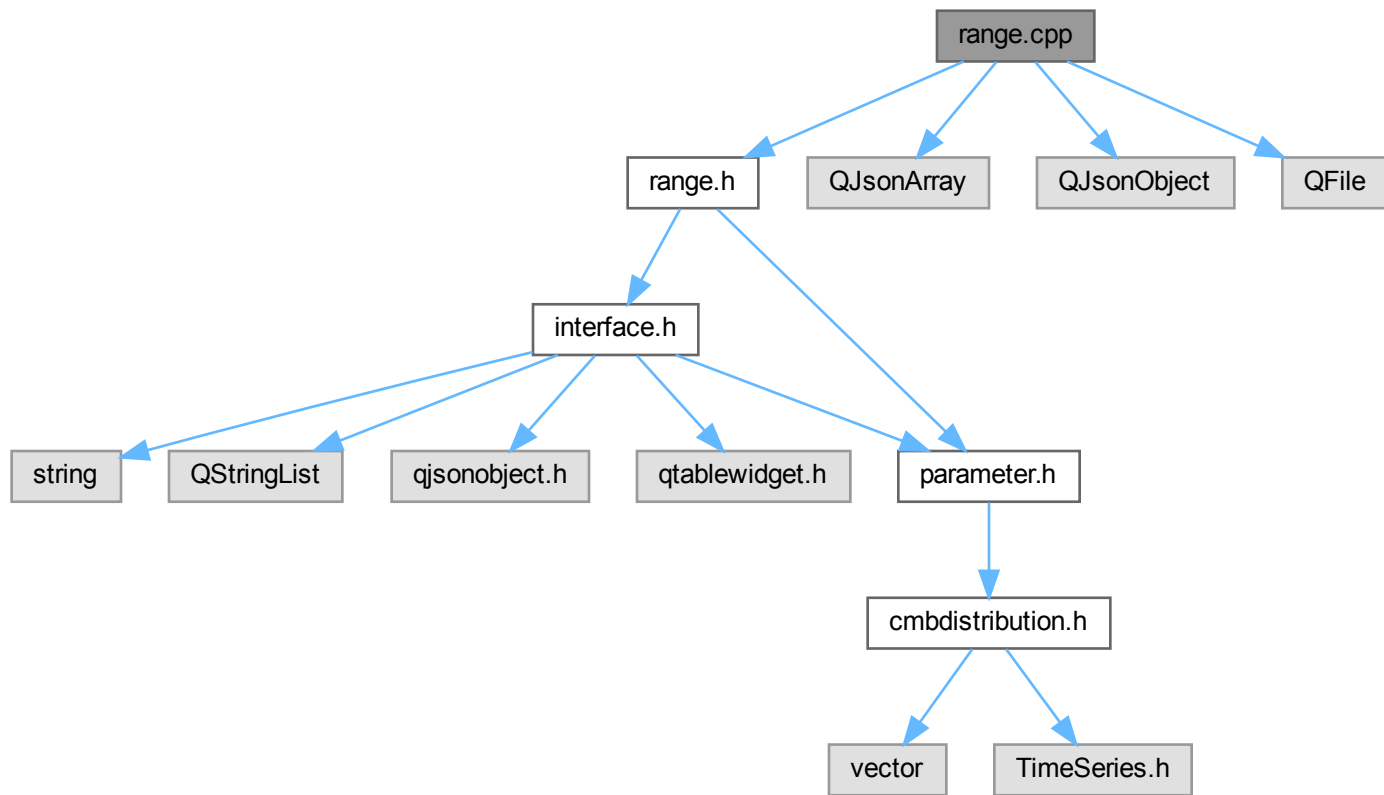 range.cpp
range.h
QJsonArray
QJsonObject
QFile
interface.h
string
QStringList
qjsonobject.h
qtablewidget.h
parameter.h
cmbdistribution.h
vector
TimeSeries.h